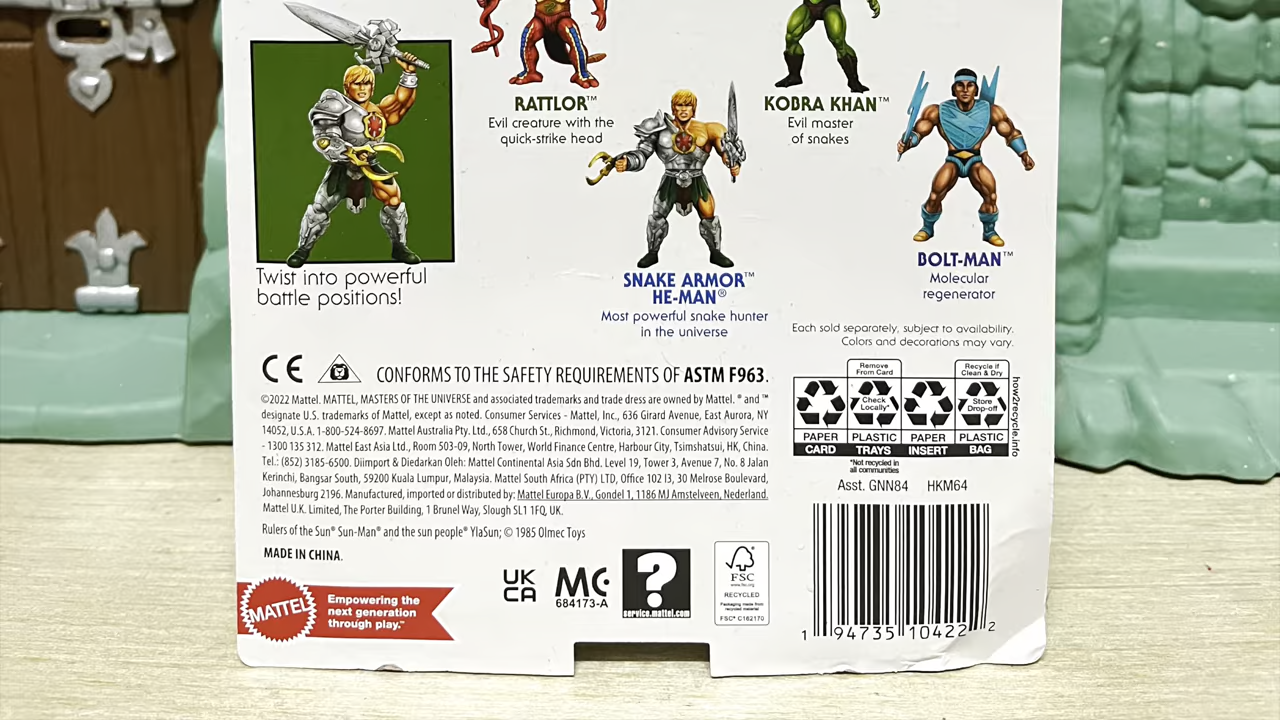 RATTLOR™
Evil creature with the
quick-strike head
KOBRA KHAN™
Evil master
of snakes
Twist into powerful
battle positions!
SNAKE ARMOR™
HE-MAN®
Most powerful snake hunter
in the universe
BOLT-MAN™
Molecular
regenerator
Each sold separately, subject to availability.
Colors and decorations may vary.
CE
CONFORMS TO THE SAFETY REQUIREMENTS OF ASTM F963.
©2022 Mattel. MATTEL, MASTERS OF THE UNIVERSE and associated trademarks and trade dress are owned by Mattel. ® and ™
designate U.S. trademarks of Mattel, except as noted. Consumer Services - Mattel, Inc., 636 Girard Avenue, East Aurora, NY
14052, U.S. A. 1-800-524-8697. Mattel Australia Pty. Ltd., 658 Church St., Richmond, Victoria, 3121. Consumer Advisory Service
- 1300 135 312. Mattel East Asia Ltd., Room 503-09, North Tower, World Finance Centre, Harbour City, Tsimshatsui, HK, China.
Tel.: (852) 3185-6500. Diimport & Diedarkan Oleh: Mattel Continental Asia Sdn Bhd. Level 19, Tower 3, Avenue 7, No. 8 Jalan
Kerinchi, Bangsar South, 59200 Kuala Lumpur, Malaysia. Mattel South Africa (PTY) LTD, Office 102 I3, 30 Melrose Boulevard,
Johannesburg 2196. Manufactured, imported or distributed by: Mattel Europa B.V., Gondel 1, 1186 MJ Amstelveen, Nederland.
Mattel U.K. Limited, The Porter Building, 1 Brunel Way, Slough SL1 1FQ, UK.
Rulers of the Sun® Sun-Man® and the sun people® YlaSun; © 1985 Olmec Toys
MADE IN CHINA.
Remove
From Card
Recycle if
Clean & Dry
Check
Locally*
Store
Drop-off
PAPER
PLASTIC
PAPER
PLASTIC
CARD
TRAYS
INSERT
BAG
how2recycle.info
*Not recycled in
all communities
Asst. GNN84 HKM64
MATTEL
Empowering the
next generation
through play.™
UK
CA
MC
684173-A
?
service.mattel.com
FSC
www.fsc.org
RECYCLED
Packaging made from
recycled material
FSC® C162170
1 94735 10422 2